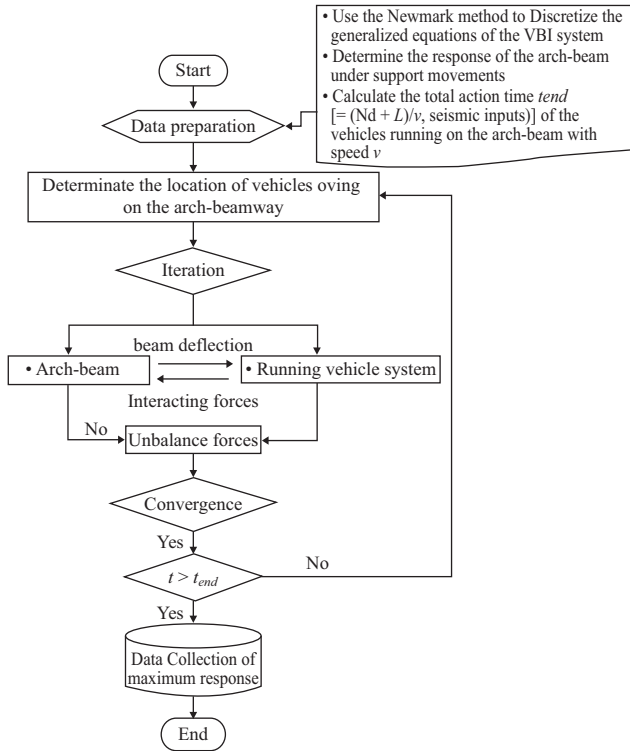 Start
• Use the Newmark method to Discretize the
generalized equations of the VBI system
• Determine the response of the arch-beam
under support movements
• Calculate the total action time tend
[= (Nd + L)/v, seismic inputs)] of the
vehicles running on the arch-beam with
speed v
Data preparation
Determinate the location of vehicles oving
on the arch-beamway
Iteration
beam deflection
• Arch-beam
• Running vehicle system
Interacting forces
No
Unbalance forces
Convergence
Yes
t > tend
No
Yes
Data Collection of
maximum response
End